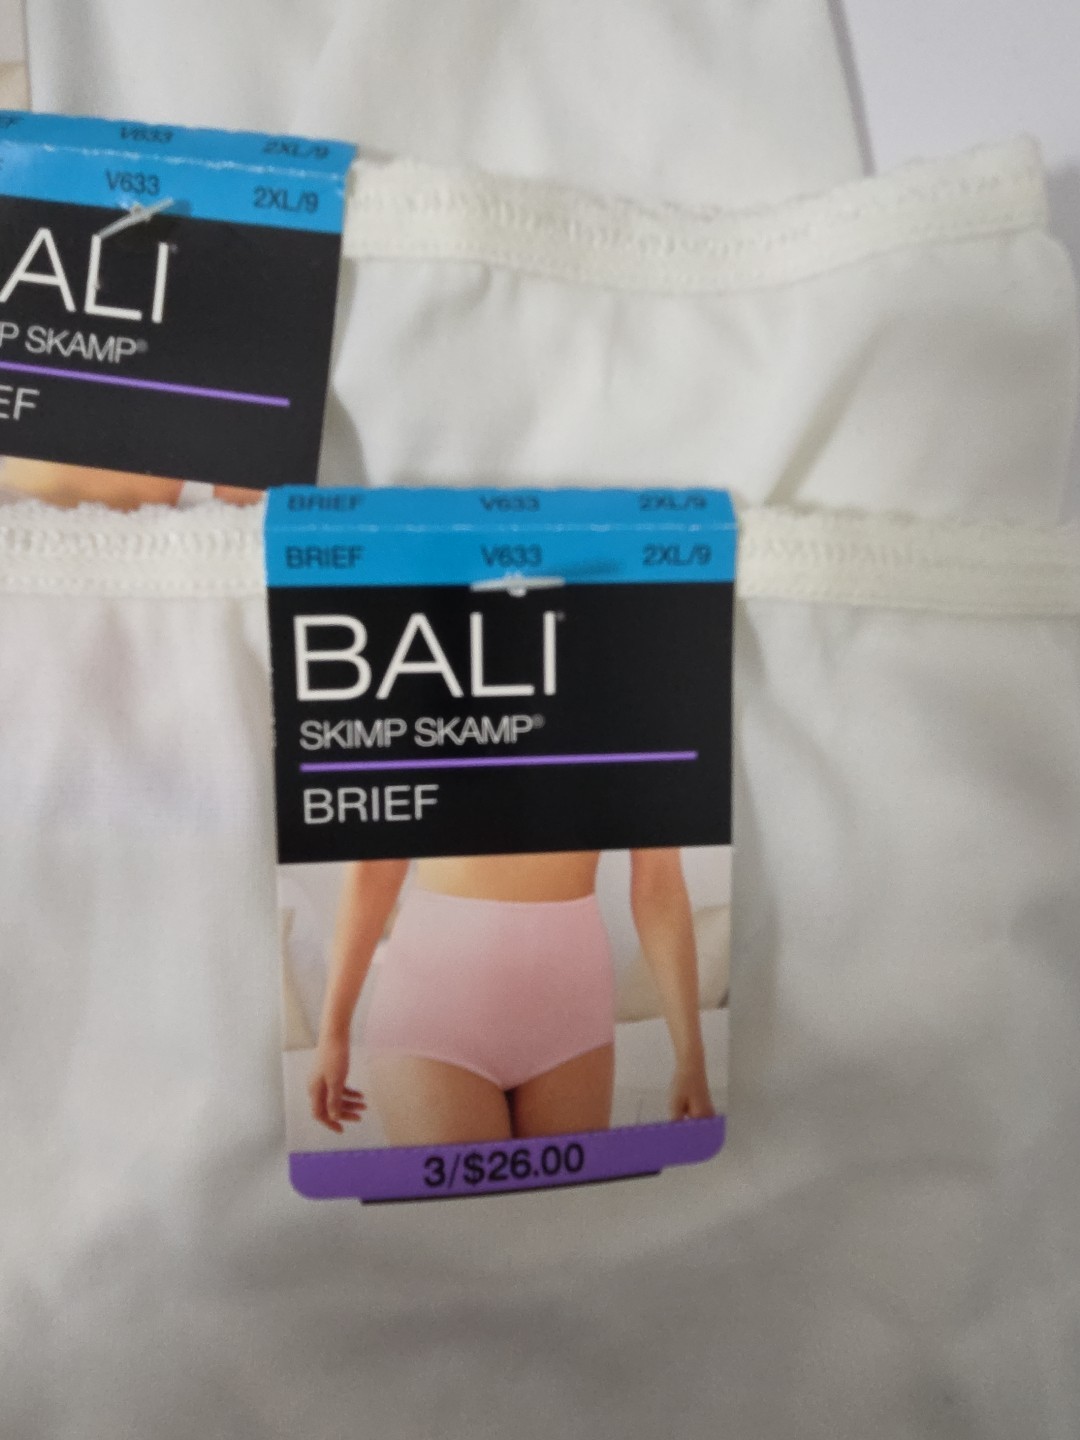 V633 2XL/9
V633 2XL/9
ALI
P SKAMP®
EF
BRIEF V633 2XL/9
BRIEF V633 2XL/9
BALI
SKIMP SKAMP®
BRIEF
3/$26.00